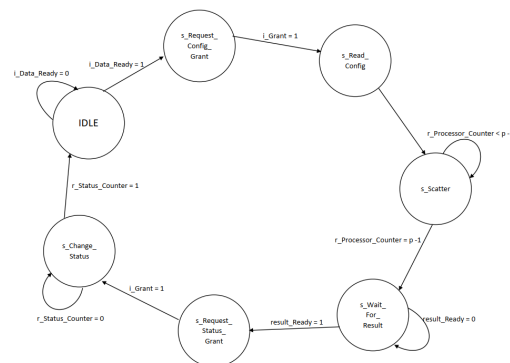 s_Request_
Config_
Grant
i_Grant = 1
s_Read_
Config
i_Data_Ready = 0
i_Data_Ready = 1
IDLE
r_Processor_Counter < p -
s_Scatter
r_Status_Counter = 1
r_Processor_Counter = p -1
s_Change_
Status
i_Grant = 1
s_Wait_
For_
Result
r_Status_Counter = 0
s_Request_
Status_
Grant
result_Ready = 1
result_Ready = 0